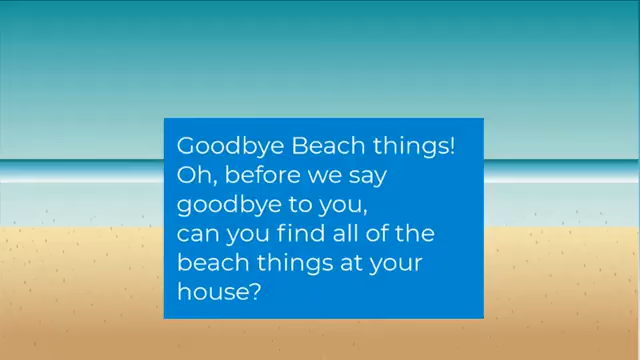 Goodbye Beach things!
Oh, before we say
goodbye to you,
can you find all of the
beach things at your
house?